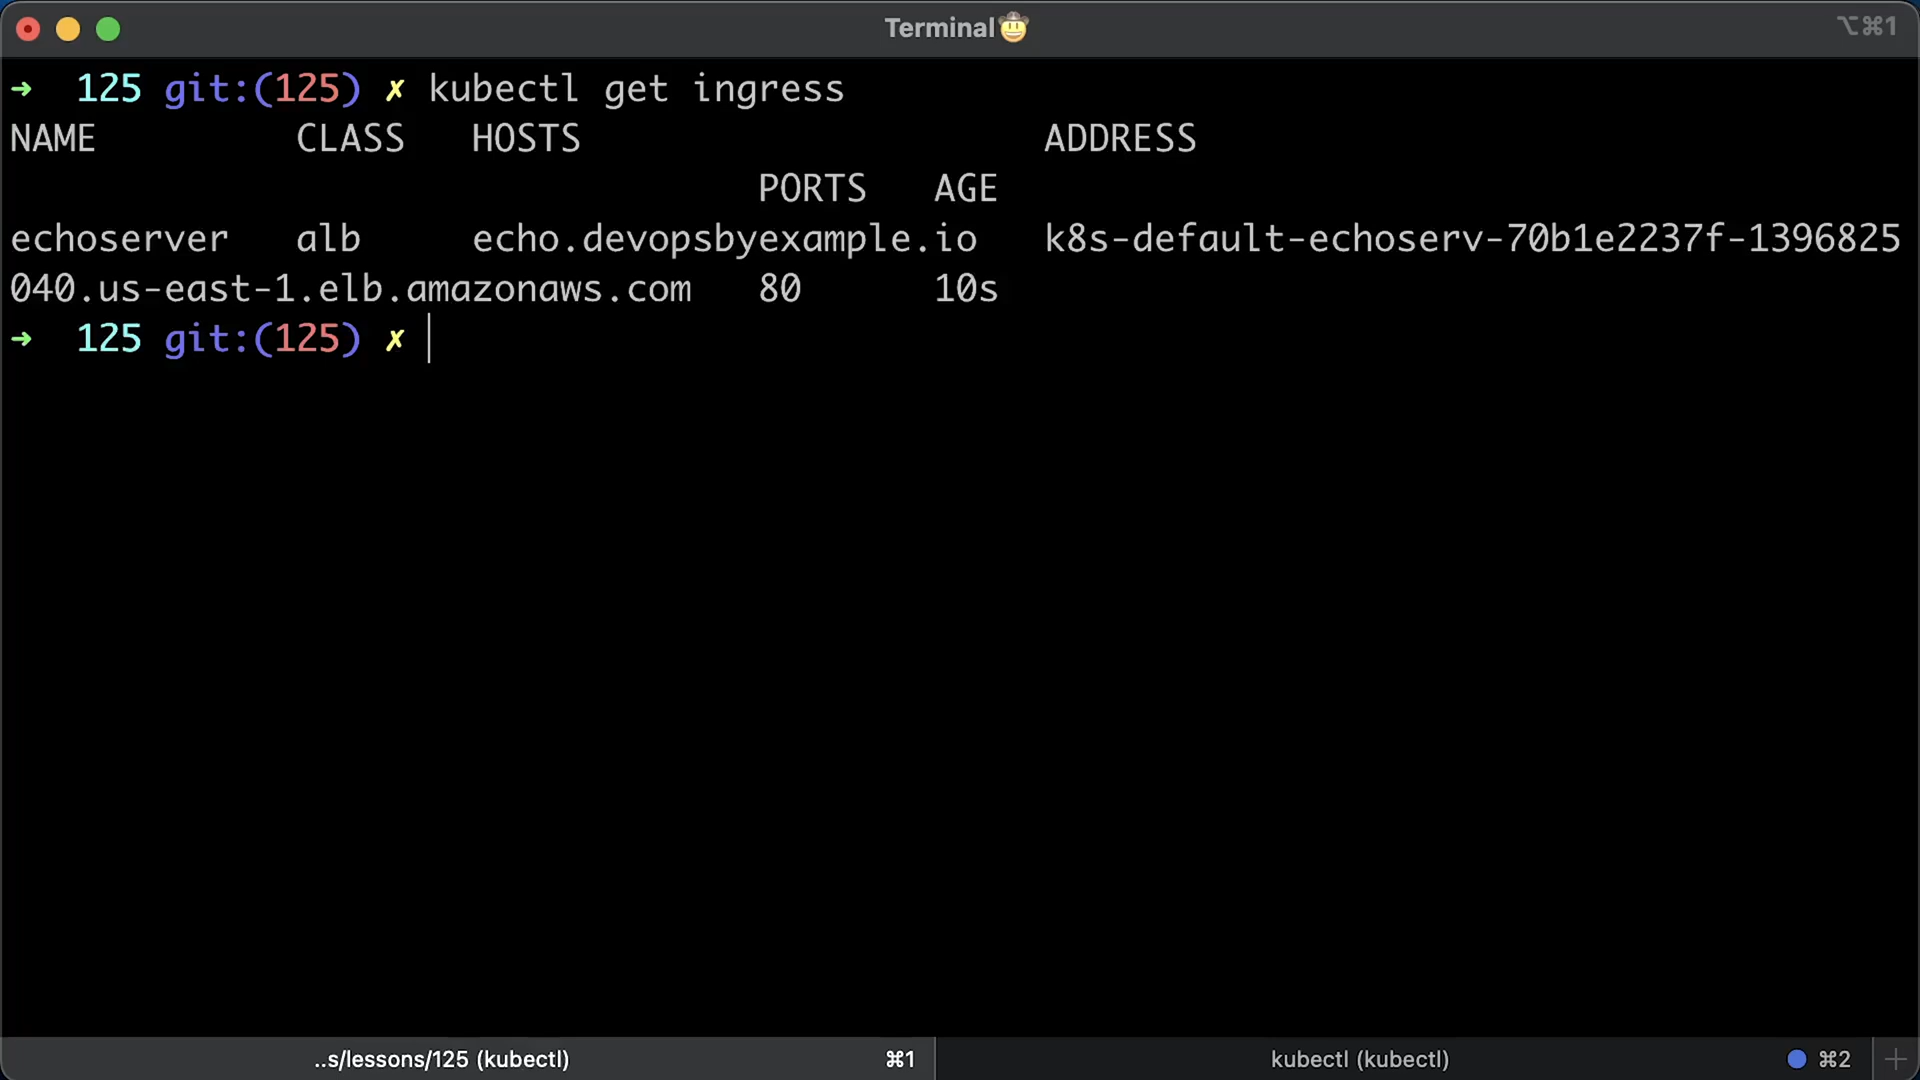 Terminal🤠
⌥⌘1
➜  125 git:(125) ✗ kubectl get ingress
NAME         CLASS   HOSTS                     ADDRESS
                                  PORTS   AGE
echoserver   alb     echo.devopsbyexample.io   k8s-default-echoserv-70b1e2237f-1396825
040.us-east-1.elb.amazonaws.com   80      10s
➜  125 git:(125) ✗
..s/lessons/125 (kubectl) ⌘1
kubectl (kubectl) ⌘2